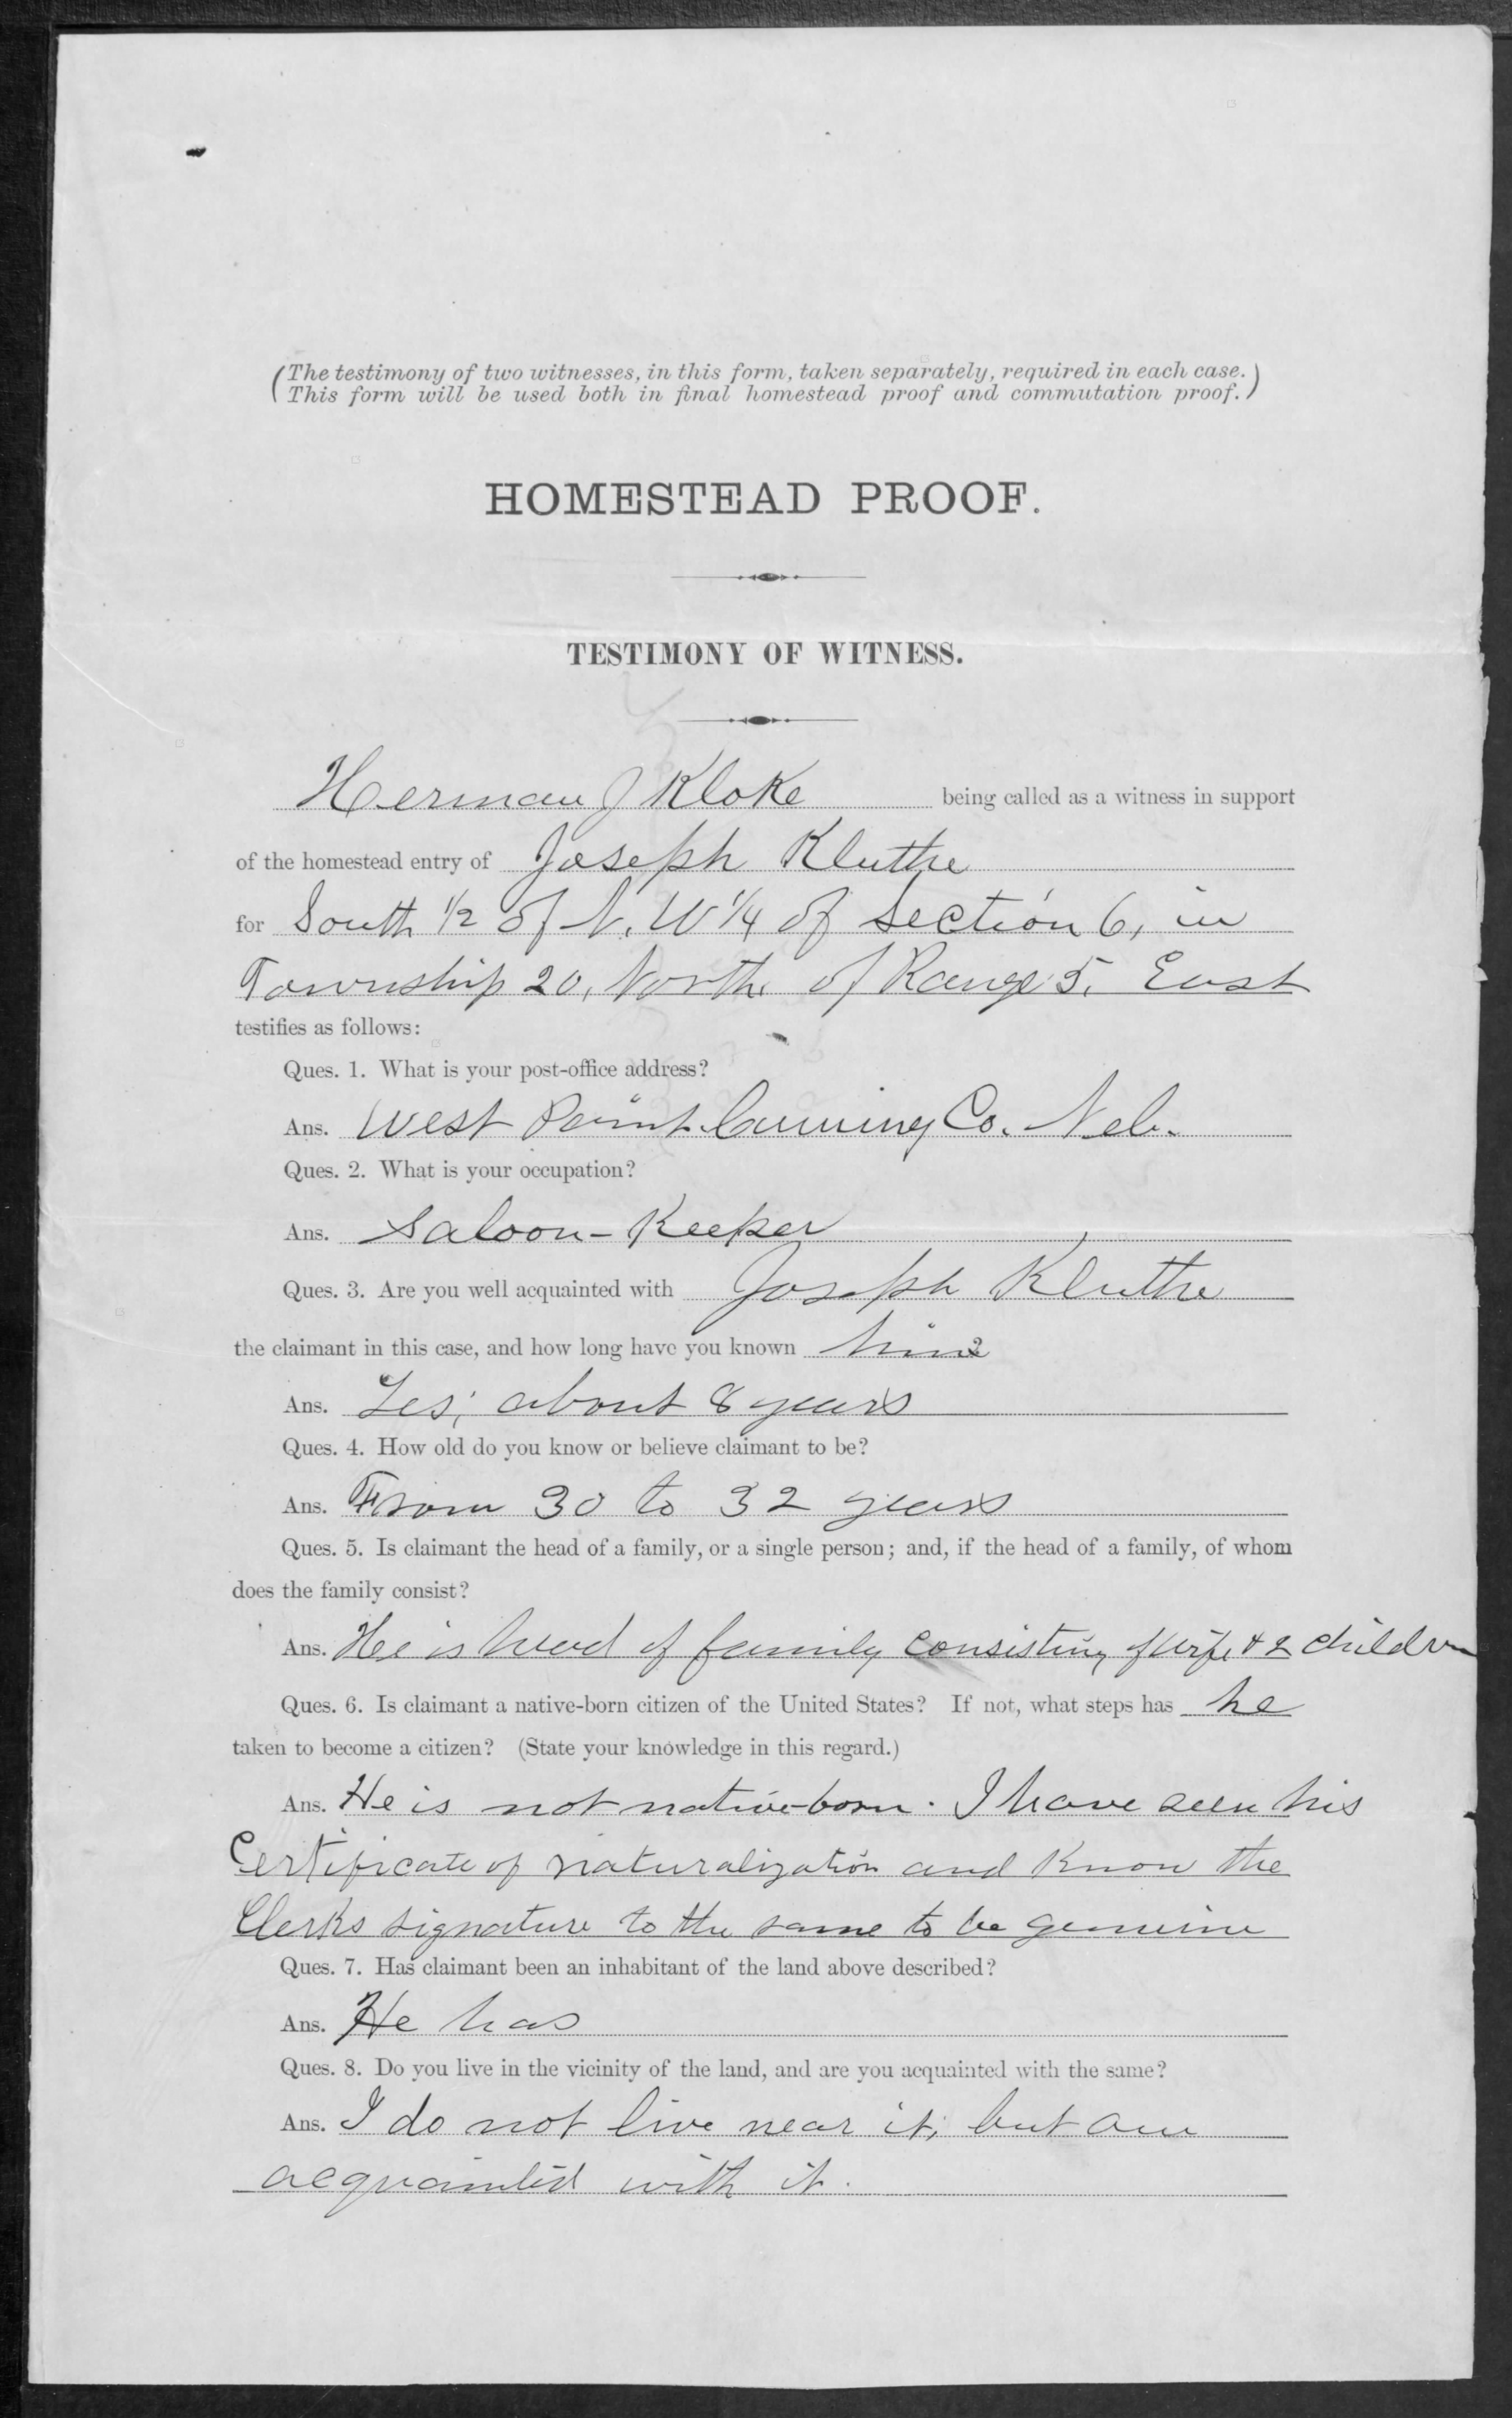 (The testimony of two witnesses, in this form, taken separately, required in each case.)
(This form will be used both in final homestead proof and commutation proof.)
HOMESTEAD PROOF.
TESTIMONY OF WITNESS.
Herman J Kloke being called as a witness in support
of the homestead entry of Joseph Kluthe
for South 1/2 of N. W 1/4 of Section 6, in
Township 20, North of Range 5, East
testifies as follows:
Ques. 1. What is your post-office address?
Ans. West Point Cuming Co. Neb.
Ques. 2. What is your occupation?
Ans. Saloon-Keeper
Ques. 3. Are you well acquainted with Joseph Kluthe
the claimant in this case, and how long have you known him?
Ans. Yes; about 8 years
Ques. 4. How old do you know or believe claimant to be?
Ans. From 30 to 32 years
Ques. 5. Is claimant the head of a family, or a single person; and, if the head of a family, of whom
does the family consist?
Ans. He is head of family consisting of wife & 2 children
Ques. 6. Is claimant a native-born citizen of the United States? If not, what steps has he
taken to become a citizen? (State your knowledge in this regard.)
Ans. He is not native-born. I have seen his
Certificate of naturalization and Know the
Clerks signature to the same to be genuine
Ques. 7. Has claimant been an inhabitant of the land above described?
Ans. He has
Ques. 8. Do you live in the vicinity of the land, and are you acquainted with the same?
Ans. I do not live near it; but am
acquainted with it.